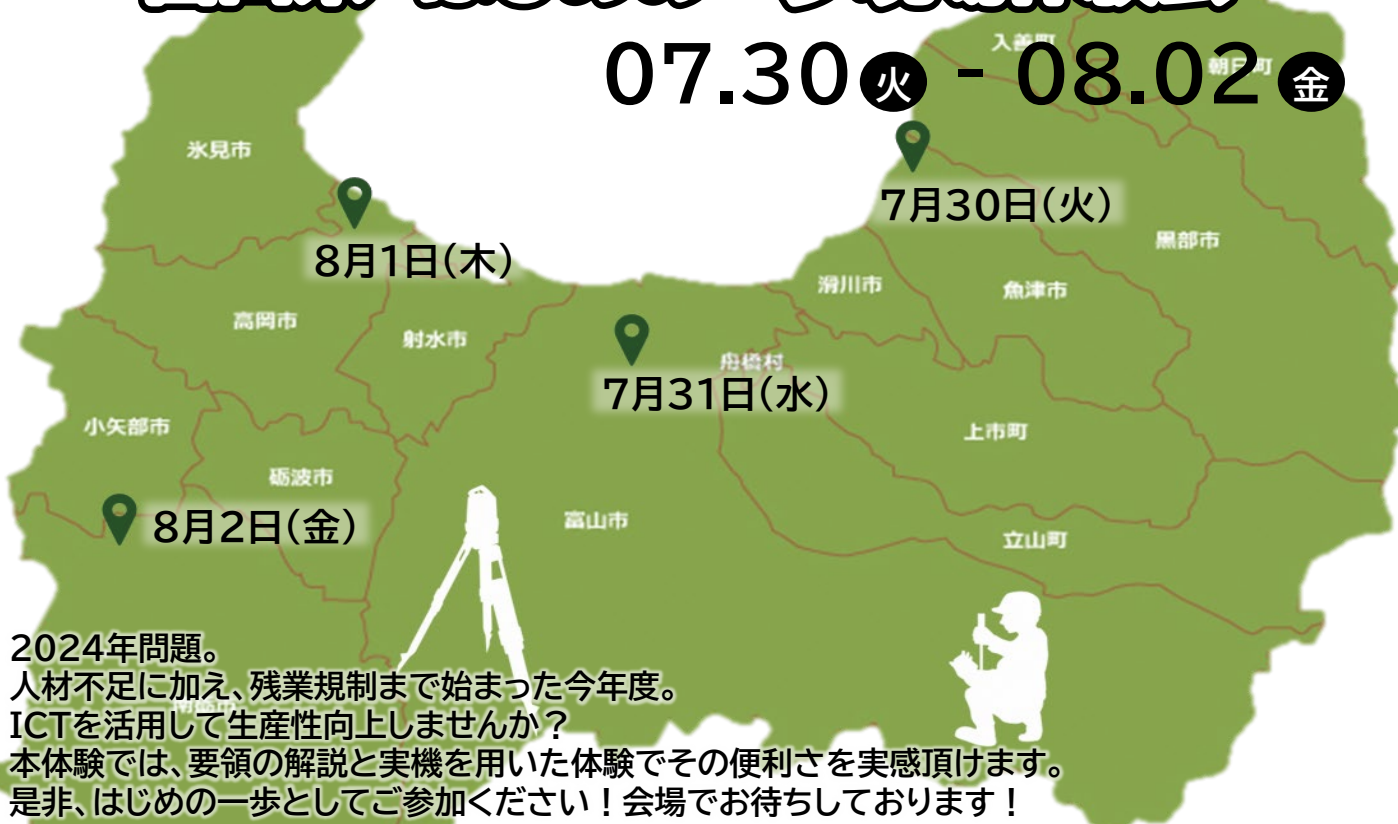 07.30火 - 08.02金
入善町
朝日町
氷見市
7月30日(火)
黒部市
8月1日(木)
滑川市
魚津市
高岡市
射水市
舟橋村
7月31日(水)
小矢部市
上市町
砺波市
8月2日(金)
富山市
立山町
2024年問題。
人材不足に加え、残業規制まで始まった今年度。
ICTを活用して生産性向上しませんか？
本体験では、要領の解説と実機を用いた体験でその便利さを実感頂けます。
是非、はじめの一歩としてご参加ください！会場でお待ちしております！